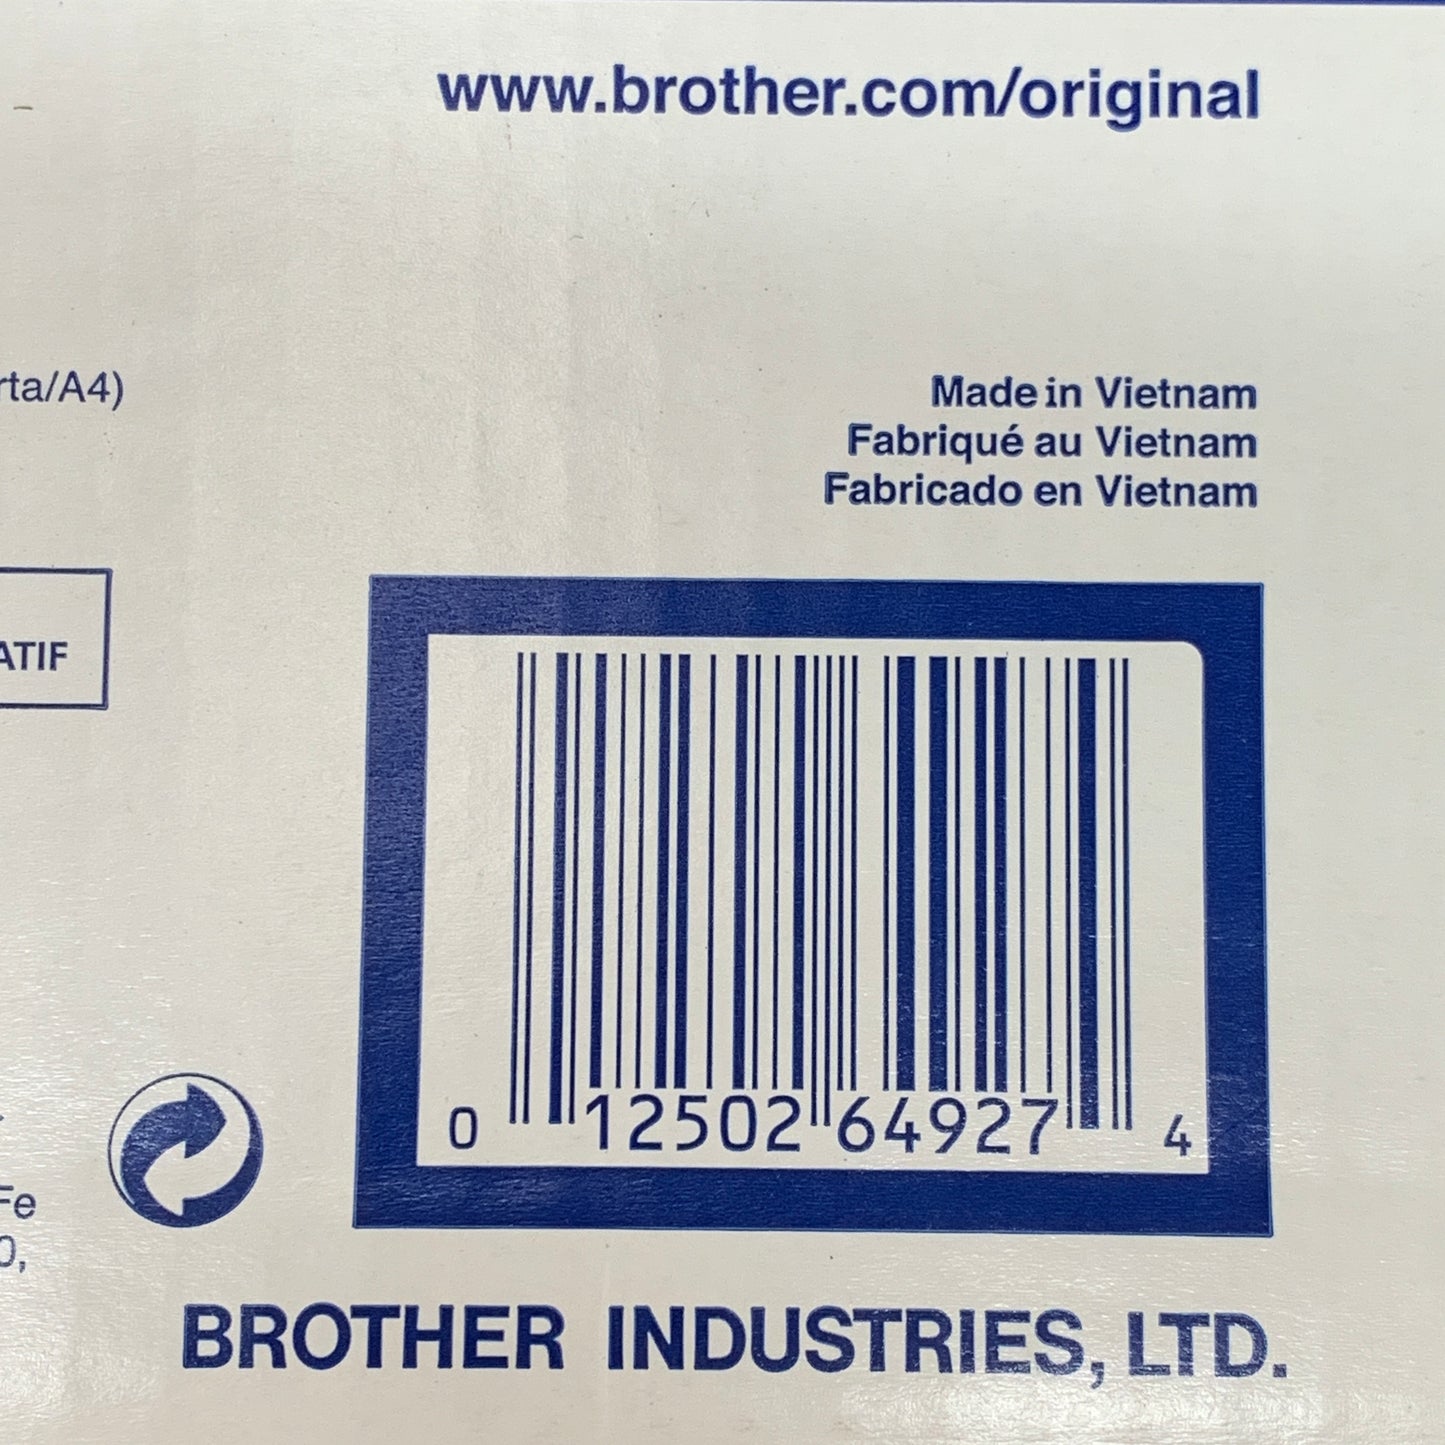 www.brother.com/original
rta/A4)
Made in Vietnam
Fabriqué au Vietnam
Fabricado en Vietnam
ATIF
0 12502 64927 4
Fe
0,
BROTHER INDUSTRIES, LTD.